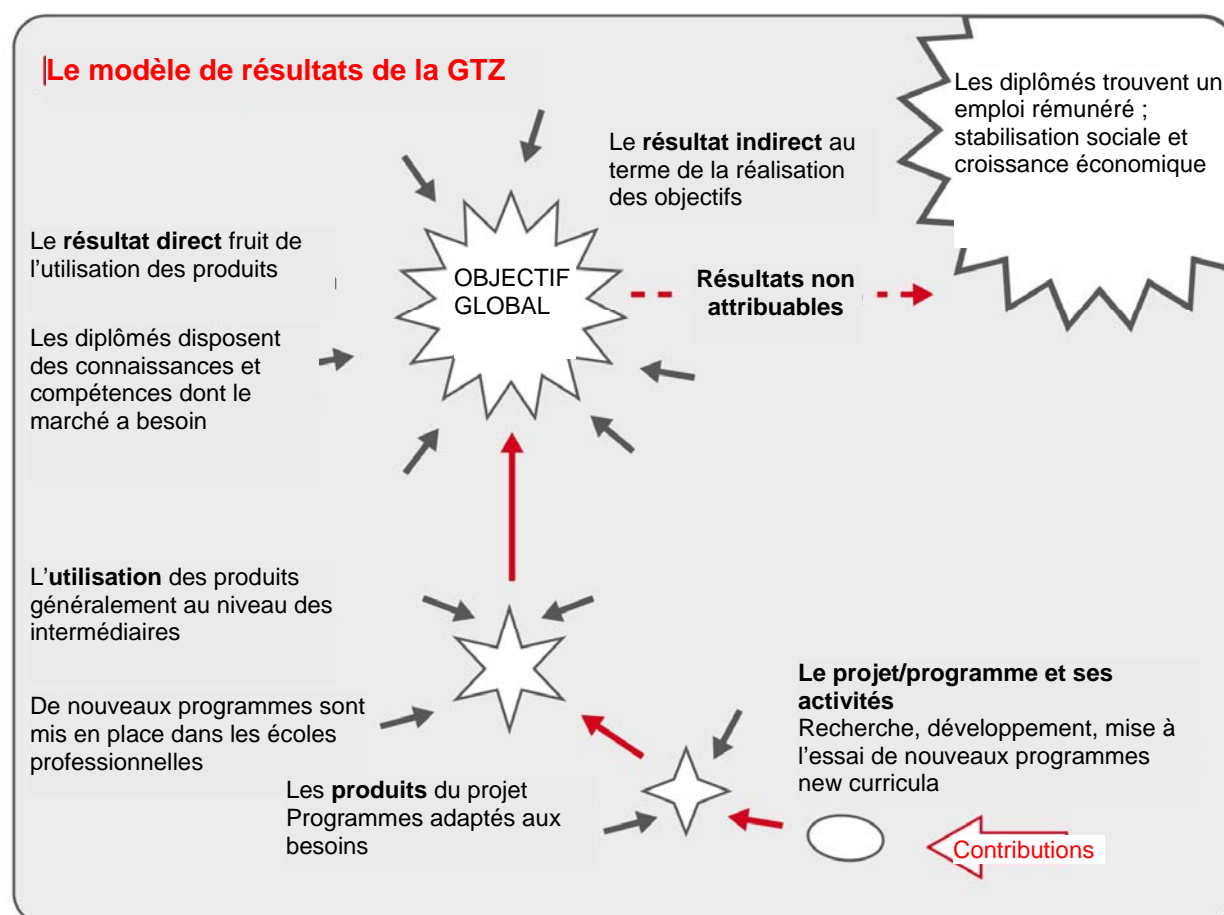 Le modèle de résultats de la GTZ
Les diplômés trouvent un
emploi rémunéré ;
stabilisation sociale et
croissance économique
Le résultat indirect au
terme de la réalisation
des objectifs
Le résultat direct fruit de
l’utilisation des produits
OBJECTIF
GLOBAL
Résultats non
attribuables
Les diplômés disposent
des connaissances et
compétences dont le
marché a besoin
L’utilisation des produits
généralement au niveau des
intermédiaires
De nouveaux programmes sont
mis en place dans les écoles
professionnelles
Le projet/programme et ses
activités
Recherche, développement, mise à
l’essai de nouveaux programmes
new curricula
Les produits du projet
Programmes adaptés aux
besoins
Contributions